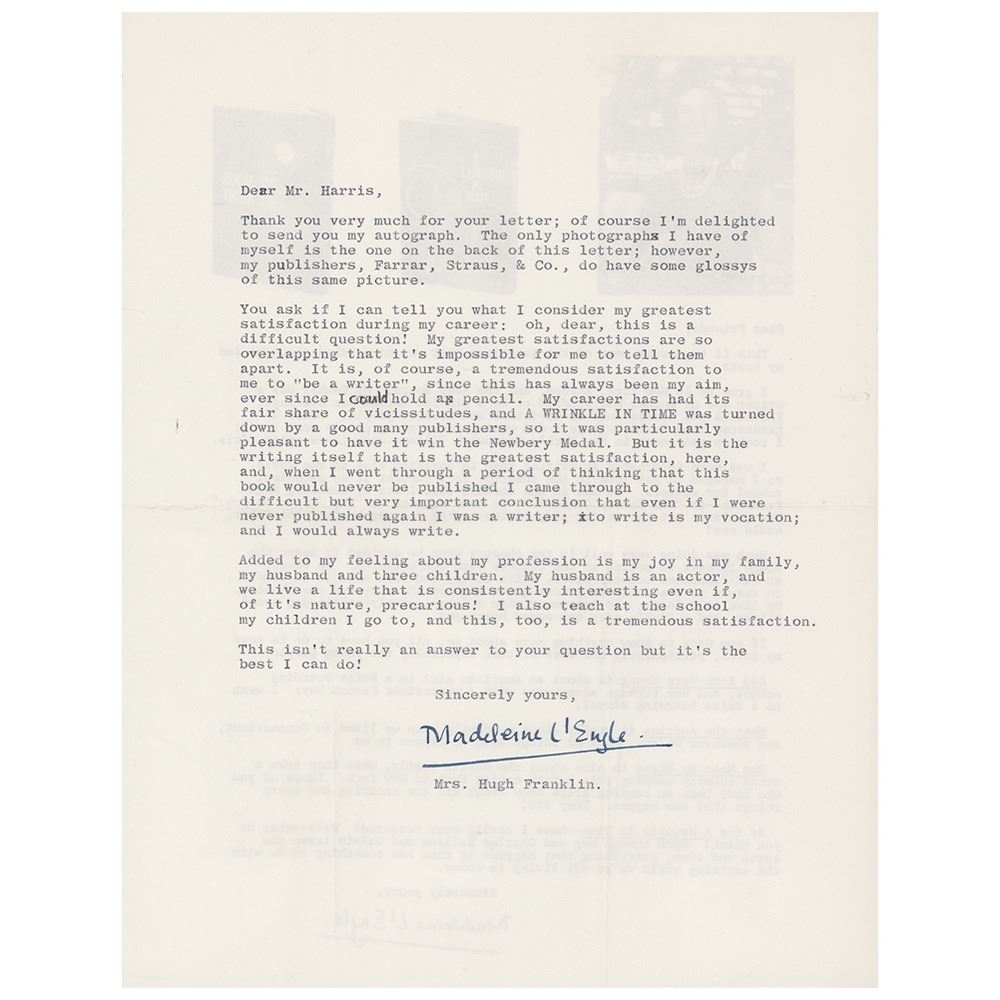 Dear Mr. Harris,
Thank you very much for your letter; of course I'm delighted
to send you my autograph. The only photographx I have of
myself is the one on the back of this letter; however,
my publishers, Farrar, Straus, & Co., do have some glossys
of this same picture.
You ask if I can tell you what I consider my greatest
satisfaction during my career: oh, dear, this is a
difficult question! My greatest satisfactions are so
overlapping that it's impossible for me to tell them
apart. It is, of course, a tremendous satisfaction to
me to "be a writer", since this has always been my aim,
ever since I could hold ax pencil. My career has had its
fair share of vicissitudes, and A WRINKLE IN TIME was turned
down by a good many publishers, so it was particularly
pleasant to have it win the Newbery Medal. But it is the
writing itself that is the greatest satisfaction, here,
and, when I went through a period of thinking that this
book would never be published I came through to the
difficult but very important conclusion that even if I were
never published again I was a writer; xto write is my vocation;
and I would always write.
Added to my feeling about my profession is my joy in my family,
my husband and three children. My husband is an actor, and
we live a life that is consistently interesting even if,
of it's nature, precarious! I also teach at the school
my children I go to, and this, too, is a tremendous satisfaction.
This isn't really an answer to your question but it's the
best I can do!
Sincerely yours,
Madeleine L'Engle.
Mrs. Hugh Franklin.